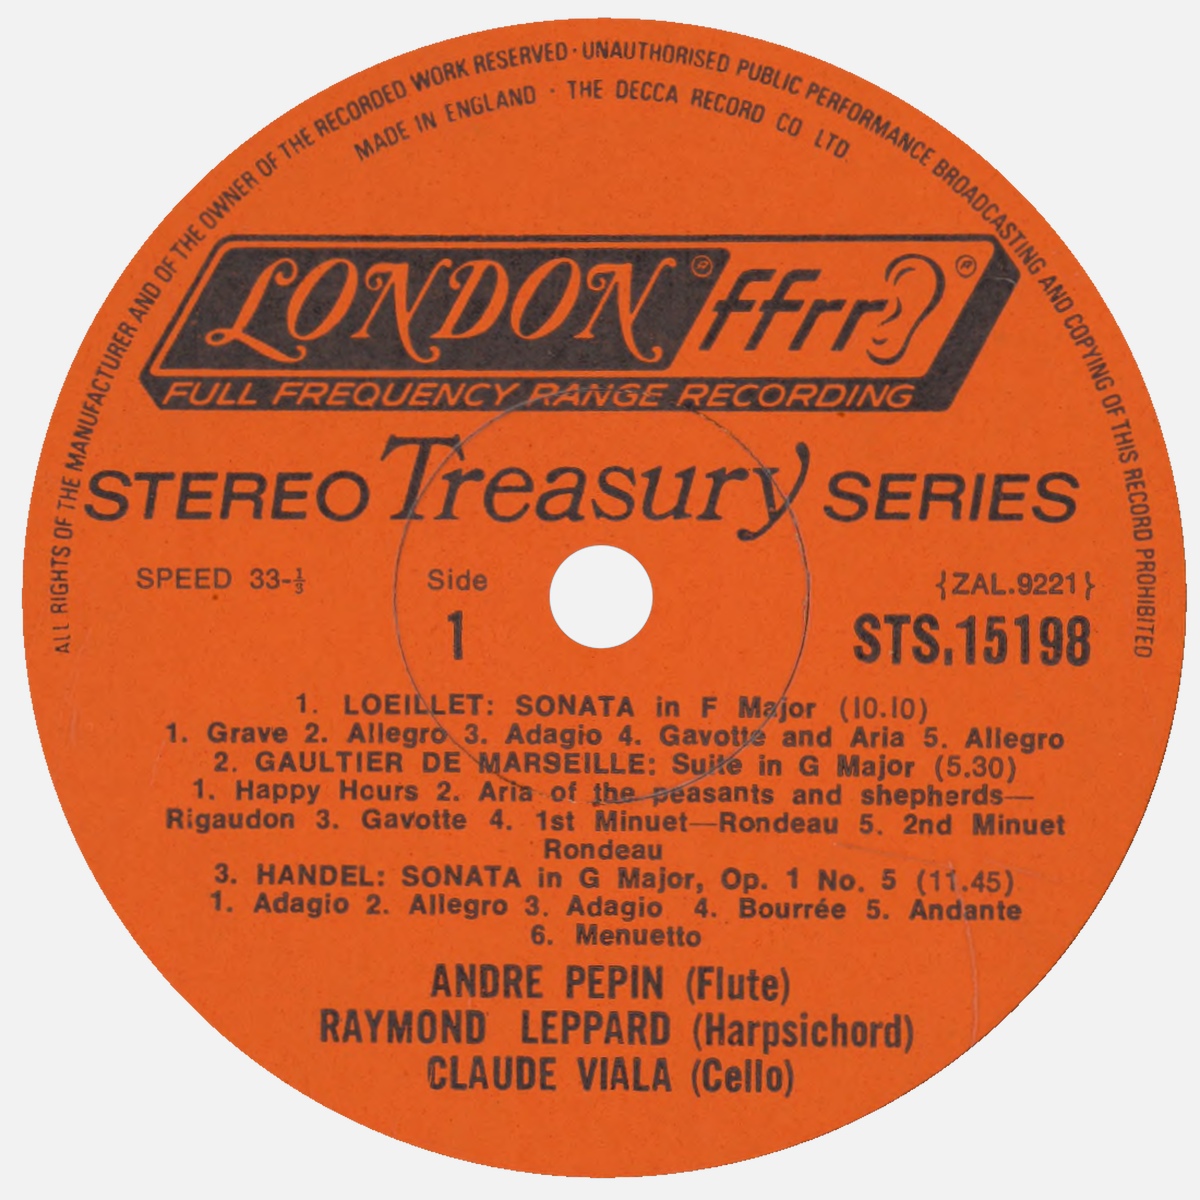 ALL RIGHTS OF THE MANUFACTURER AND OF THE OWNER OF THE RECORDED WORK RESERVED · UNAUTHORISED PUBLIC PERFORMANCE BROADCASTING AND COPYING OF THIS RECORD PROHIBITED
MADE IN ENGLAND · THE DECCA RECORD CO LTD.
LONDON ® ffrr ®
FULL FREQUENCY RANGE RECORDING
STEREO Treasury SERIES
SPEED 33-⅓
Side
1
{ZAL.9221}
STS.15198
1. LOEILLET: SONATA in F Major (10.10)
1. Grave 2. Allegro 3. Adagio 4. Gavotte and Aria 5. Allegro
2. GAULTIER DE MARSEILLE: Suite in G Major (5.30)
1. Happy Hours 2. Aria of the peasants and shepherds—
Rigaudon 3. Gavotte 4. 1st Minuet—Rondeau 5. 2nd Minuet
Rondeau
3. HANDEL: SONATA in G Major, Op. 1 No. 5 (11.45)
1. Adagio 2. Allegro 3. Adagio 4. Bourrée 5. Andante
6. Menuetto
ANDRE PEPIN (Flute)
RAYMOND LEPPARD (Harpsichord)
CLAUDE VIALA (Cello)